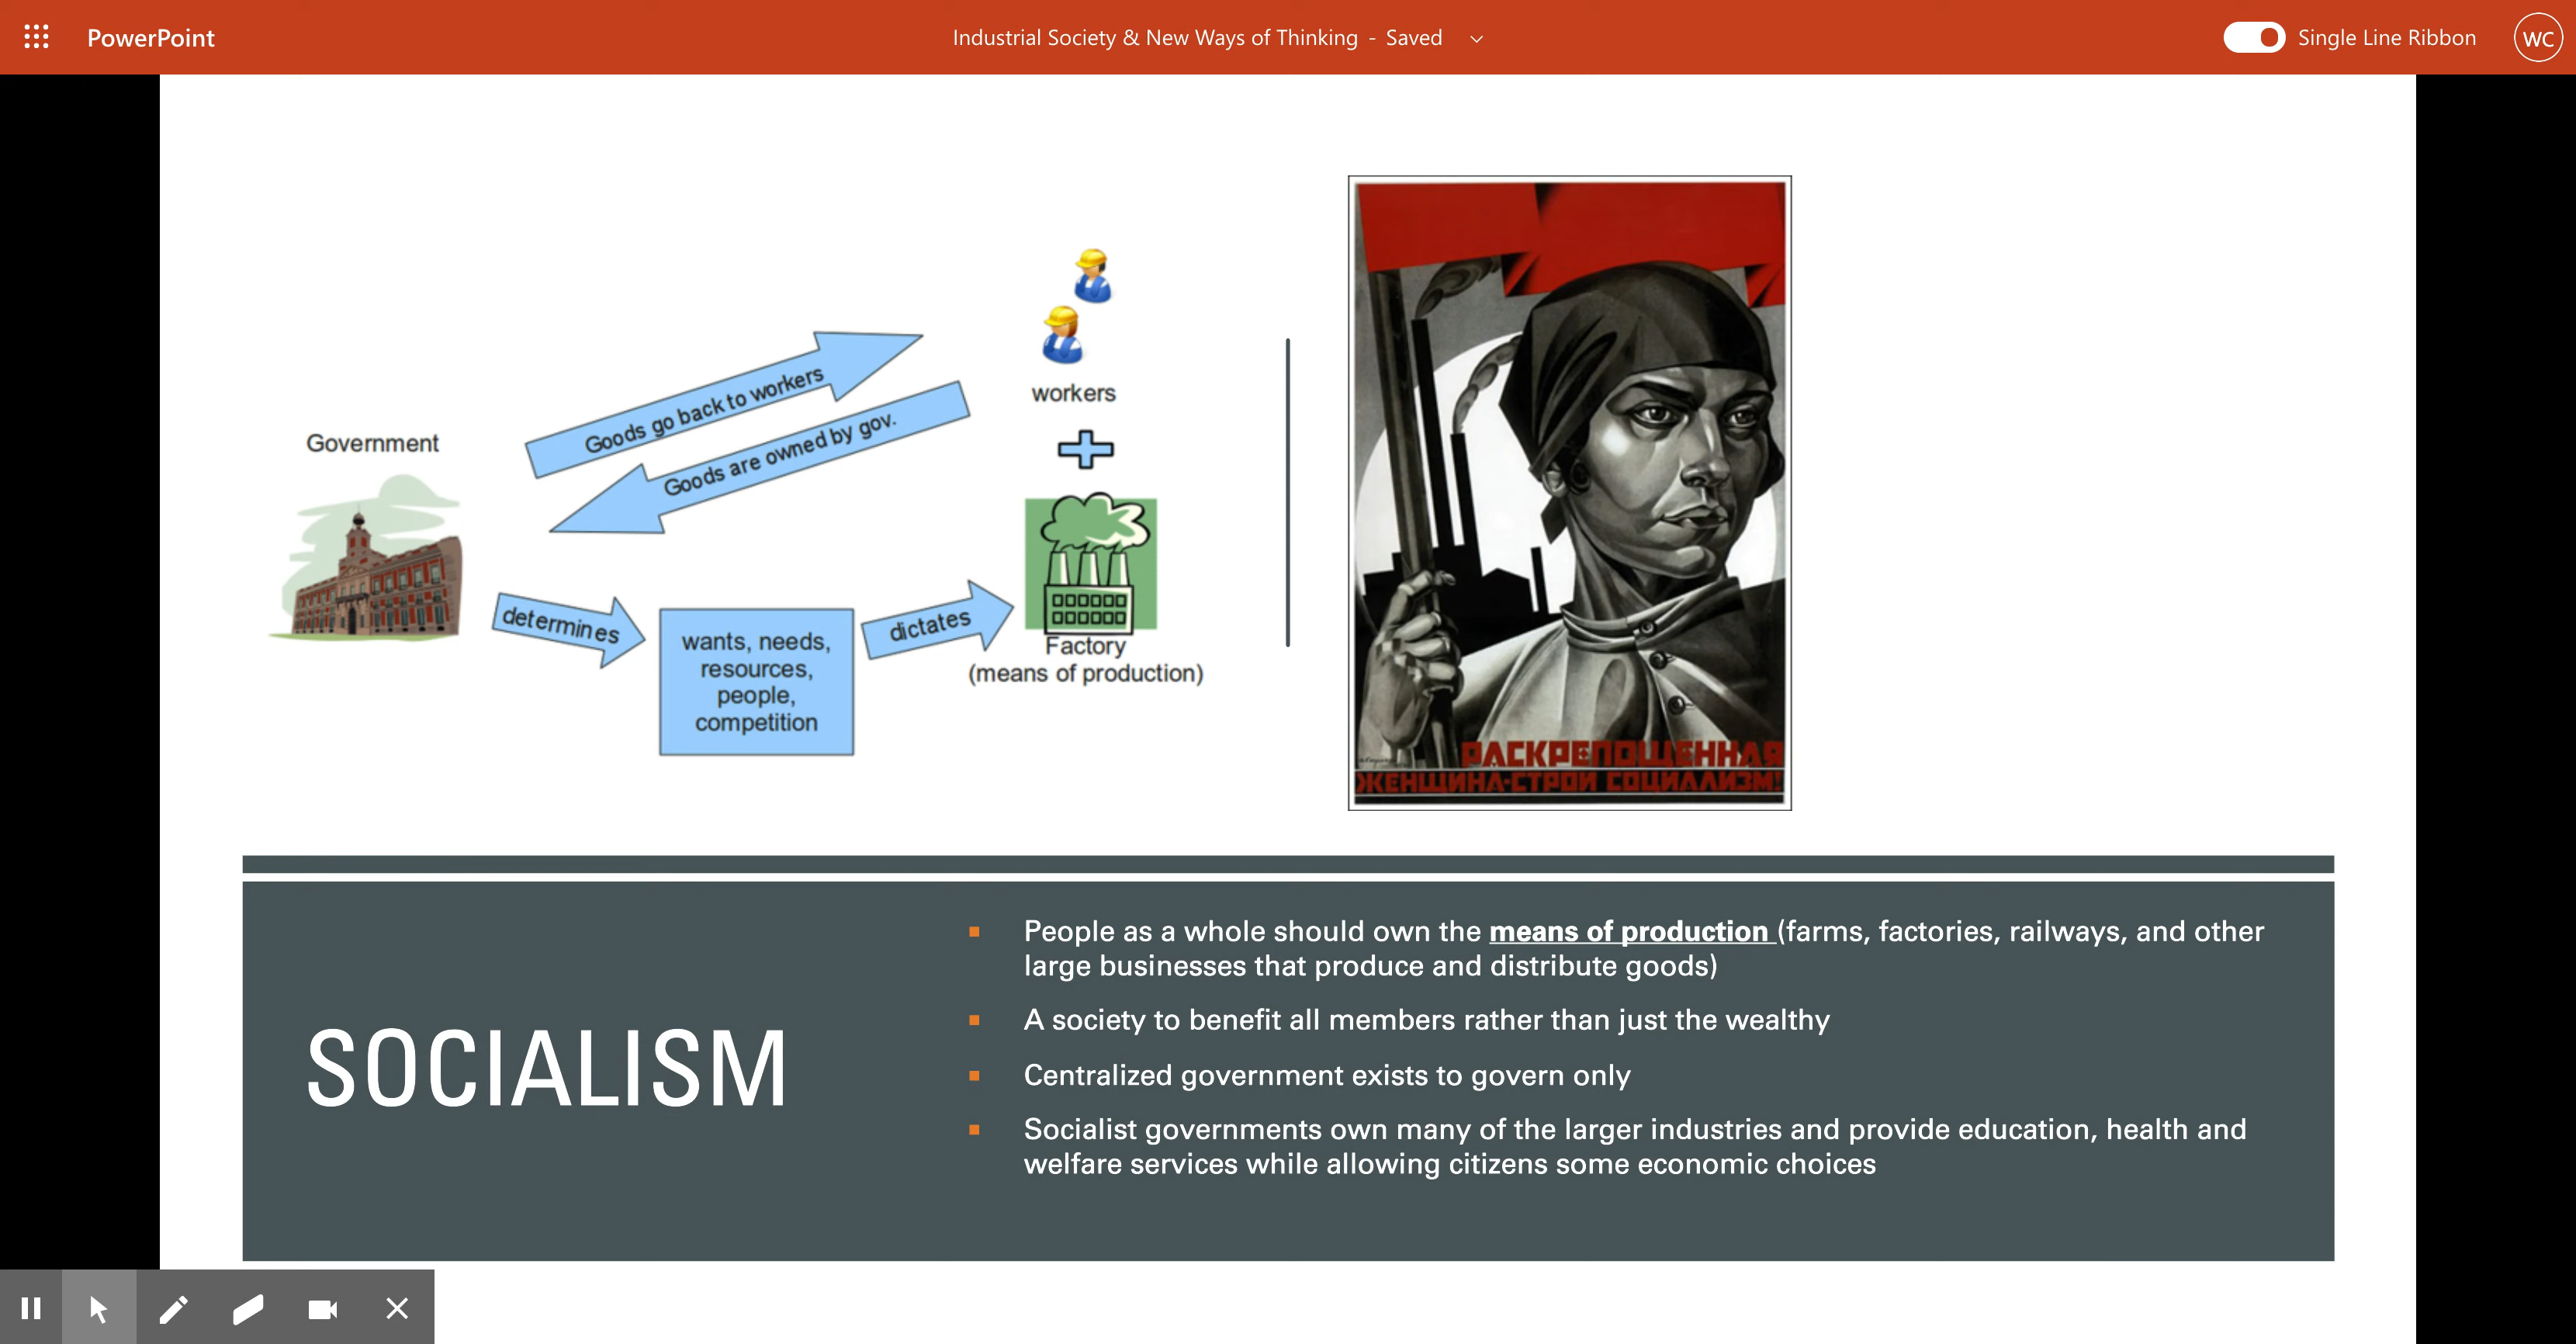 PowerPoint
Industrial Society & New Ways of Thinking - Saved
Single Line Ribbon
WC
Government
Goods go back to workers
Goods are owned by gov.
workers
determines
wants, needs,
resources,
people,
competition
dictates
Factory
(means of production)
РАСКРЕПОЩЕННАЯ
ЖЕНЩИНА-СТРОЙ СОЦИАЛИЗМ!
SOCIALISM
People as a whole should own the means of production (farms, factories, railways, and other
large businesses that produce and distribute goods)
A society to benefit all members rather than just the wealthy
Centralized government exists to govern only
Socialist governments own many of the larger industries and provide education, health and
welfare services while allowing citizens some economic choices